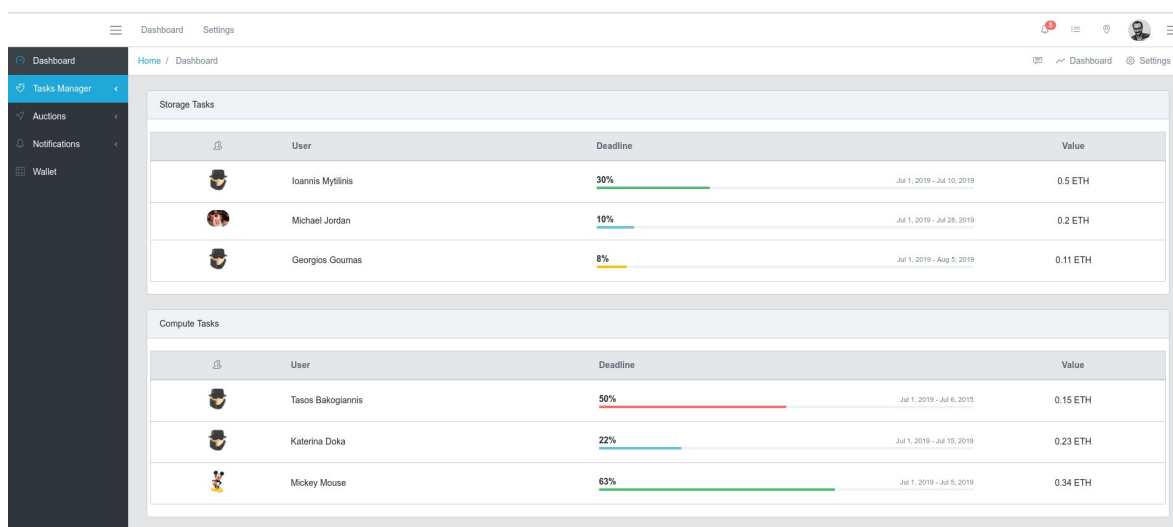 Dashboard Settings 5
Dashboard
Home / Dashboard Dashboard Settings
Tasks Manager
Auctions
Notifications
Wallet
Storage Tasks
User Deadline Value
Ioannis Mytilinis 30% Jul 1, 2019 - Jul 10, 2019 0.5 ETH
Michael Jordan 10% Jul 1, 2019 - Jul 28, 2019 0.2 ETH
Georgios Goumas 8% Jul 1, 2019 - Aug 5, 2019 0.11 ETH
Compute Tasks
User Deadline Value
Tasos Bakogiannis 50% Jul 1, 2019 - Jul 6, 2015 0.15 ETH
Katerina Doka 22% Jul 1, 2019 - Jul 15, 2019 0.23 ETH
Mickey Mouse 63% Jul 1, 2019 - Jul 5, 2019 0.34 ETH